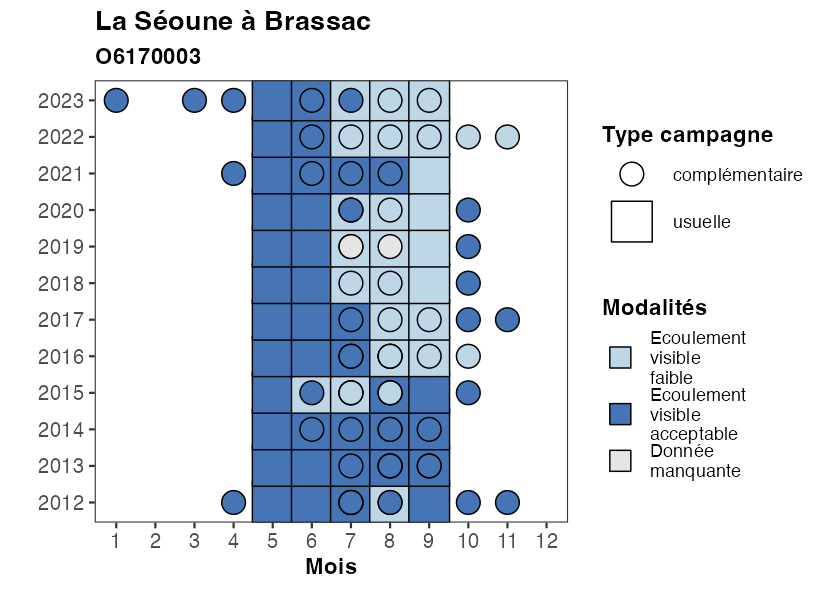 La Séoune à Brassac
O6170003
2023
2022
2021
2020
2019
2018
2017
2016
2015
2014
2013
2012
1 2 3 4 5 6 7 8 9 10 11 12
Mois
Type campagne
complémentaire
usuelle
Modalités
Ecoulement
visible
faible
Ecoulement
visible
acceptable
Donnée
manquante